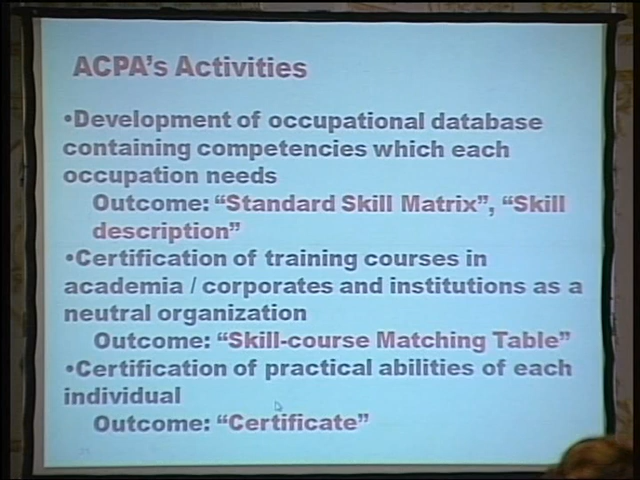 ACPA's Activities
•Development of occupational database
containing competencies which each
occupation needs
Outcome: “Standard Skill Matrix”, “Skill
description”
•Certification of training courses in
academia / corporates and institutions as a
neutral organization
Outcome: “Skill-course Matching Table”
•Certification of practical abilities of each
individual
Outcome: “Certificate”